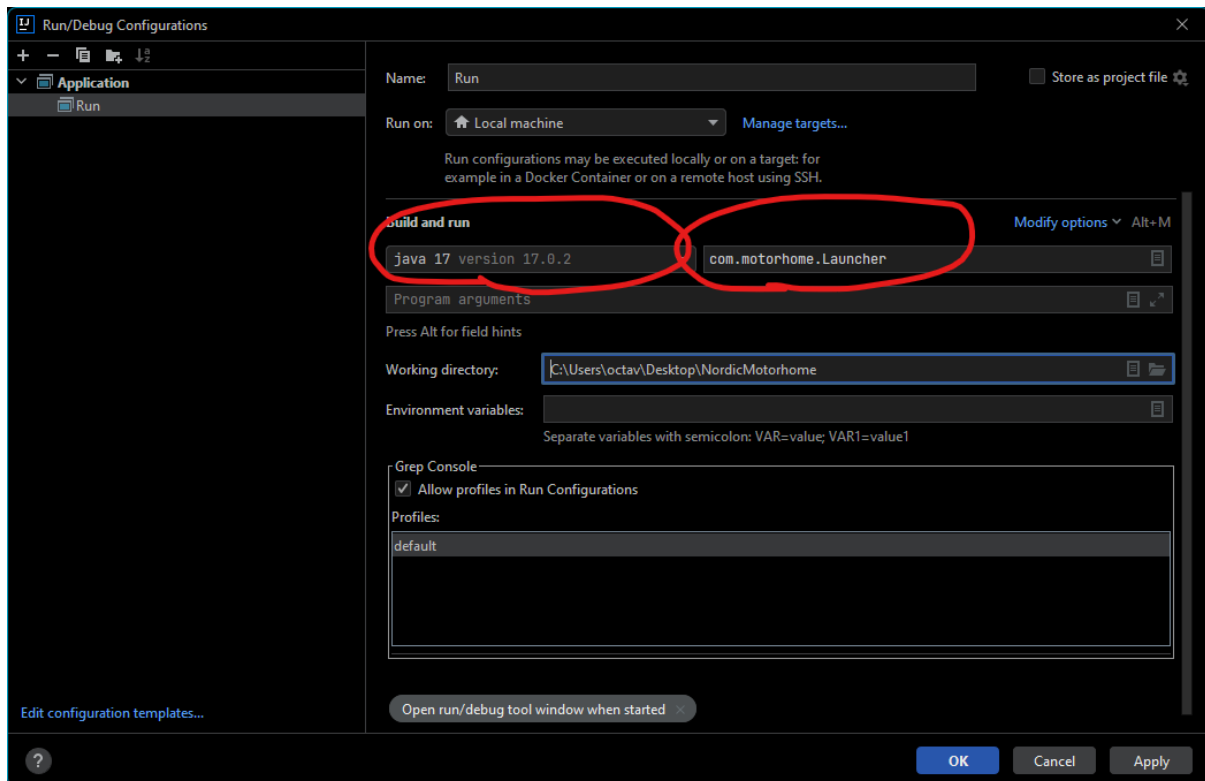 Run/Debug Configurations
Application
Run
Edit configuration templates...
Name: Run Store as project file
Run on: Local machine Manage targets...
Run configurations may be executed locally or on a target: for
example in a Docker Container or on a remote host using SSH.
Build and run Modify options Alt+M
java 17 version 17.0.2 com.motorhome.Launcher
Program arguments
Press Alt for field hints
Working directory: C:\Users\octav\Desktop\NordicMotorhome
Environment variables:
Separate variables with semicolon: VAR=value; VAR1=value1
Grep Console
Allow profiles in Run Configurations
Profiles:
default
Open run/debug tool window when started
? OK Cancel Apply